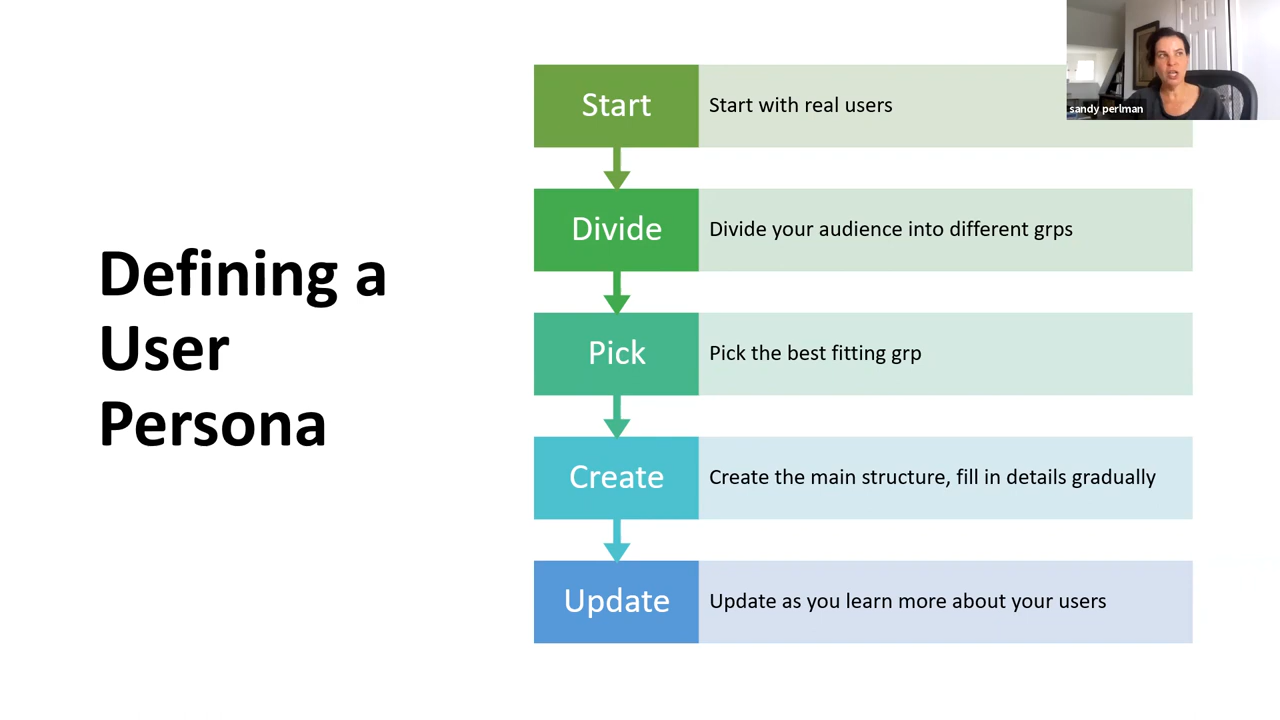 Defining a
User
Persona
Start
Start with real users
Divide
Divide your audience into different grps
Pick
Pick the best fitting grp
Create
Create the main structure, fill in details gradually
Update
Update as you learn more about your users
sandy perlman